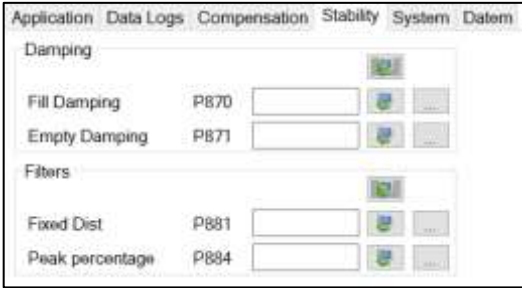 Application Data Logs Compensation Stability System Datem
Damping
Fill Damping P870 ...
Empty Damping P871 ...
Filters
Fixed Dist P881 ...
Peak percentage P884 ...